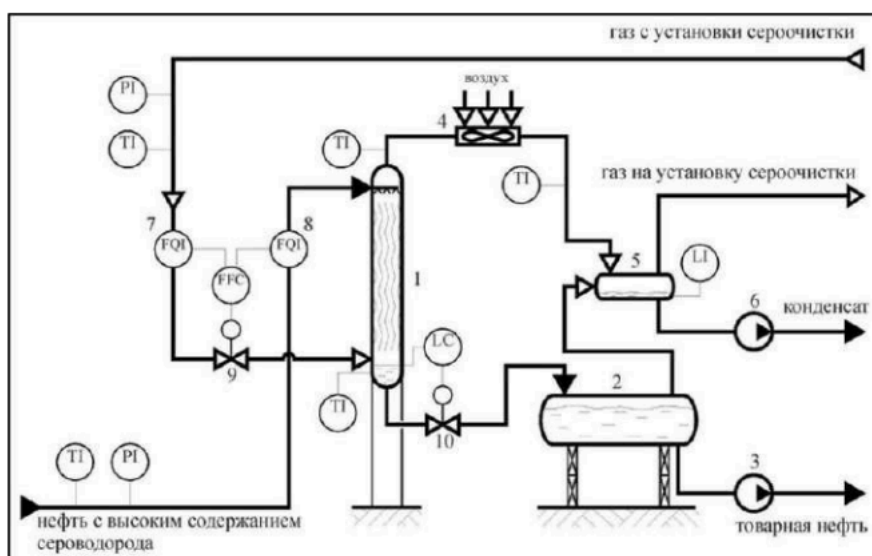 газ с установки сероочистки
PI
воздух
TI
4
TI
газ на установку сероочистки
TI
7
8
FQI
FQI
5
LI
FFC
1
6
конденсат
LC
9
2
TI
10
TI
PI
3
нефть с высоким содержанием
сероводорода
товарная нефть